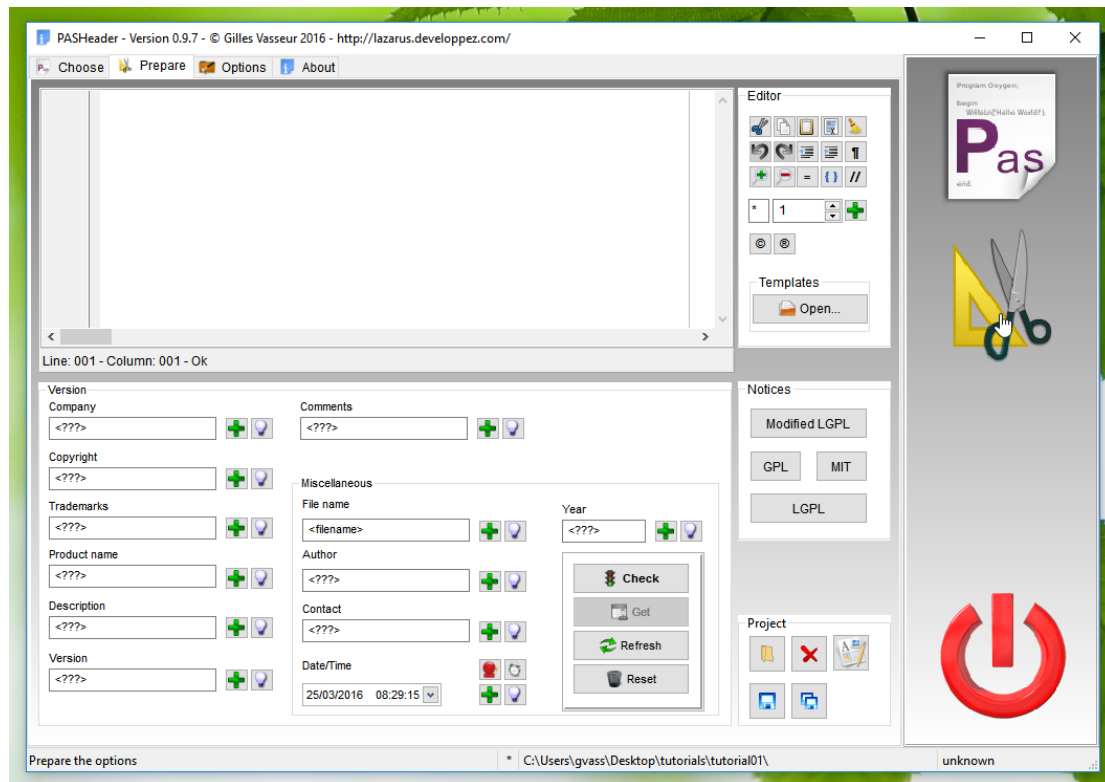 PASHeader - Version 0.9.7 - © Gilles Vasseur 2016 - http://lazarus.developpez.com/
Choose
Prepare
Options
About
Program Oxygen;
begin
WriteLn('Hello World!');
Pas
end.
Editor
= { } //
* 1
© ®
Templates
Open...
Line: 001 - Column: 001 - Ok
Version
Company
<???>
Comments
<???>
Copyright
<???>
Trademarks
<???>
Product name
<???>
Description
<???>
Version
<???>
Miscellaneous
File name
<filename>
Year
<???>
Author
<???>
Contact
<???>
Date/Time
25/03/2016 08:29:15
Check
Get
Refresh
Reset
Notices
Modified LGPL
GPL
MIT
LGPL
Project
Prepare the options
* C:\Users\gvass\Desktop\tutorials\tutorial01\
unknown